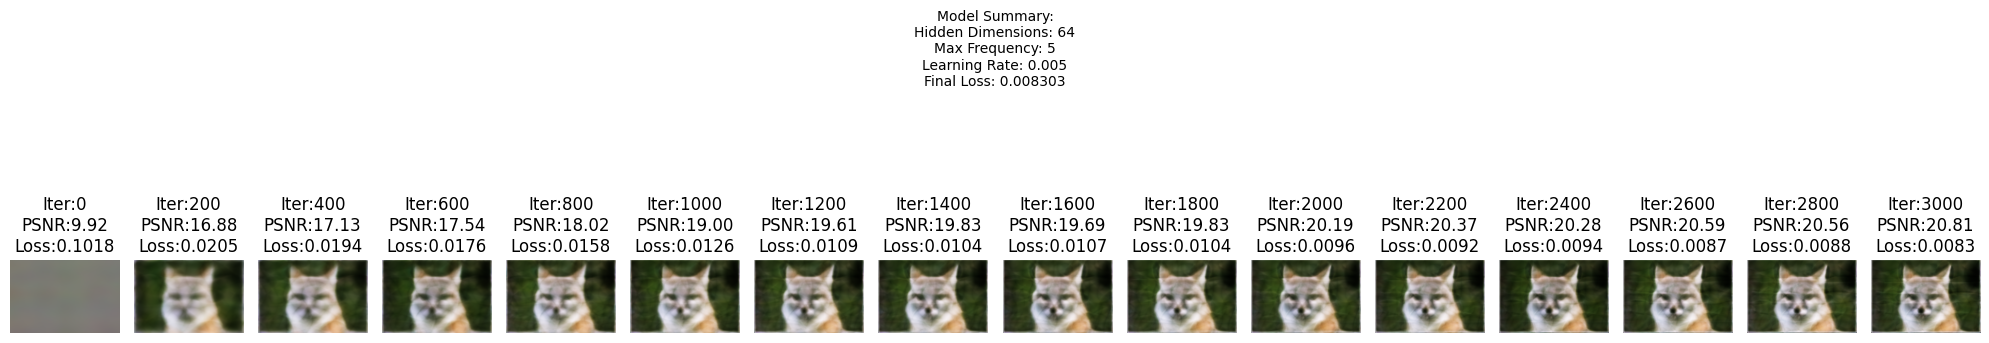 Model Summary:
Hidden Dimensions: 64
Max Frequency: 5
Learning Rate: 0.005
Final Loss: 0.008303
Iter:0
PSNR:9.92
Loss:0.1018
Iter:200
PSNR:16.88
Loss:0.0205
Iter:400
PSNR:17.13
Loss:0.0194
Iter:600
PSNR:17.54
Loss:0.0176
Iter:800
PSNR:18.02
Loss:0.0158
Iter:1000
PSNR:19.00
Loss:0.0126
Iter:1200
PSNR:19.61
Loss:0.0109
Iter:1400
PSNR:19.83
Loss:0.0104
Iter:1600
PSNR:19.69
Loss:0.0107
Iter:1800
PSNR:19.83
Loss:0.0104
Iter:2000
PSNR:20.19
Loss:0.0096
Iter:2200
PSNR:20.37
Loss:0.0092
Iter:2400
PSNR:20.28
Loss:0.0094
Iter:2600
PSNR:20.59
Loss:0.0087
Iter:2800
PSNR:20.56
Loss:0.0088
Iter:3000
PSNR:20.81
Loss:0.0083